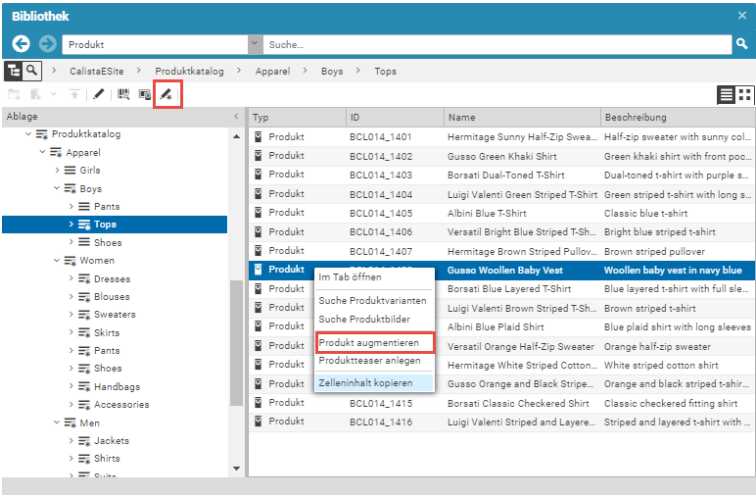 Bibliothek
Produkt
Suche...
CalistaESite > Produktkatalog > Apparel > Boys > Tops
Ablage
Typ ID Name Beschreibung
Produktkatalog
Apparel
Girls
Boys
Pants
Tops
Shoes
Women
Dresses
Blouses
Sweaters
Skirts
Pants
Shoes
Handbags
Accessories
Men
Jackets
Shirts
Produkt BCL014_1401 Hermitage Sunny Half-Zip Swea... Half-zip sweater with sunny col...
Produkt BCL014_1402 Gusso Green Khaki Shirt Green khaki shirt with front poc...
Produkt BCL014_1403 Borsati Dual-Toned T-Shirt Dual-toned t-shirt with purple s...
Produkt BCL014_1404 Luigi Valenti Green Striped T-Shirt Green striped t-shirt with long s...
Produkt BCL014_1405 Albini Blue T-Shirt Classic blue t-shirt
Produkt BCL014_1406 Versatil Bright Blue Striped T-Sh... Bright blue striped t-shirt
Produkt BCL014_1407 Hermitage Brown Striped Pullov... Brown striped pullover
Produkt Gusso Woollen Baby Vest Woollen baby vest in navy blue
Produkt Borsati Blue Layered T-Shirt Blue layered t-shirt with full sle...
Produkt Luigi Valenti Brown Striped T-Sh... Brown striped t-shirt
Produkt Albini Blue Plaid Shirt Blue plaid shirt with long sleeves
Produkt Versatil Orange Half-Zip Sweater Orange half-zip sweater
Produkt Hermitage White Striped Cotton... White striped cotton shirt
Produkt Gusso Orange and Black Stripe... Orange and black striped t-shir...
Produkt BCL014_1415 Borsati Classic Checkered Shirt Classic checkered fitting shirt
Produkt BCL014_1416 Luigi Valenti Striped and Layere... Striped and layered t-shirt with ...
Im Tab öffnen
Suche Produktvarianten
Suche Produktbilder
Produkt augmentieren
Produktteaser anlegen
Zelleninhalt kopieren